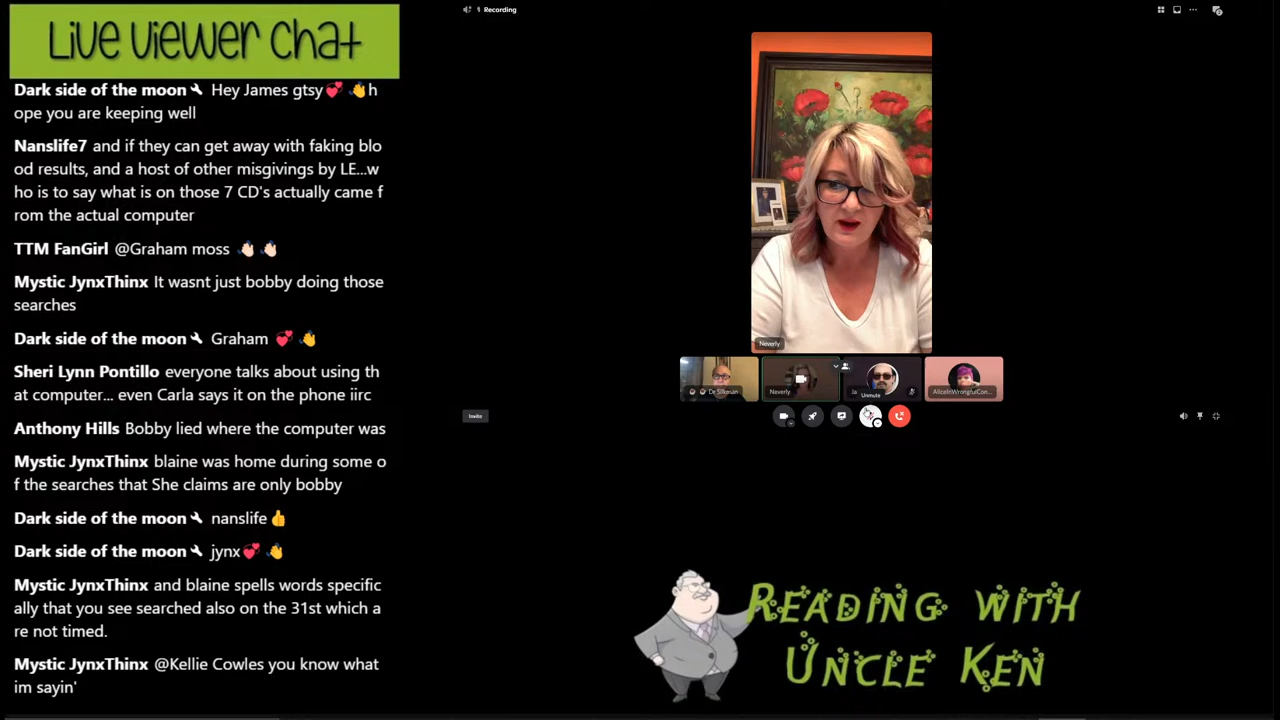 Live Viewer Chat
Dark side of the moon Hey James gtsy💞 👋h
ope you are keeping well
Nanslife7 and if they can get away with faking blo
od results, and a host of other misgivings by LE...w
ho is to say what is on those 7 CD's actually came f
rom the actual computer
TTM FanGirl @Graham moss 👋🏻 👋🏻
Mystic JynxThinx It wasnt just bobby doing those
searches
Dark side of the moon Graham 💞 👋
Sheri Lynn Pontillo everyone talks about using th
at computer... even Carla says it on the phone iirc
Anthony Hills Bobby lied where the computer was
Mystic JynxThinx blaine was home during some o
f the searches that She claims are only bobby
Dark side of the moon nanslife👍
Dark side of the moon jynx💞 👋
Mystic JynxThinx and blaine spells words specific
ally that you see searched also on the 31st which a
re not timed.
Mystic JynxThinx @Kellie Cowles you know what
im sayin'
Recording
Neverly
Dr Silkman
Neverly
Ja
Unmute
AliceInWrongfulCon...
Invite
Reading with
Uncle Ken